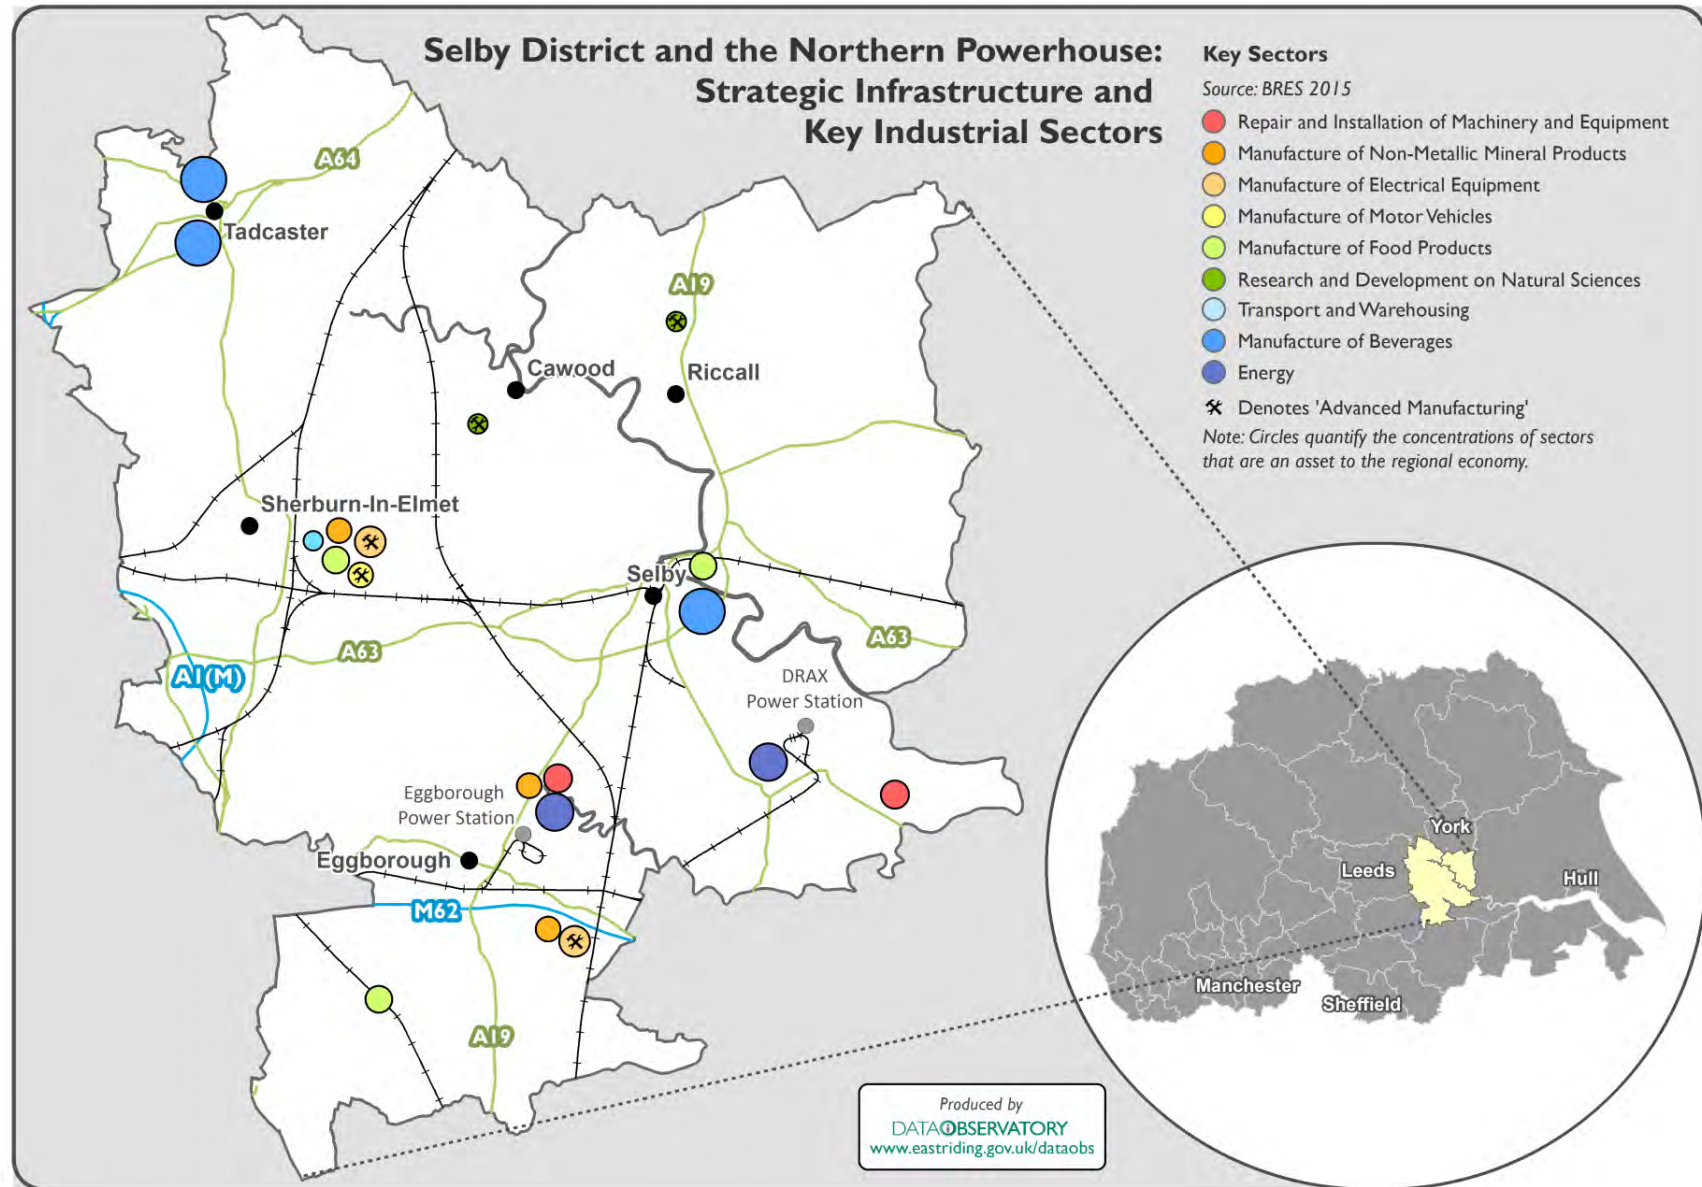 Selby District and the Northern Powerhouse:
Strategic Infrastructure and
Key Industrial Sectors
Key Sectors
Source: BRES 2015
Repair and Installation of Machinery and Equipment
Manufacture of Non-Metallic Mineral Products
Manufacture of Electrical Equipment
Manufacture of Motor Vehicles
Manufacture of Food Products
Research and Development on Natural Sciences
Transport and Warehousing
Manufacture of Beverages
Energy
Denotes 'Advanced Manufacturing'
Note: Circles quantify the concentrations of sectors
that are an asset to the regional economy.
A64
Tadcaster
A19
Cawood
Riccall
Sherburn-In-Elmet
Selby
A63
A63
A1(M)
DRAX
Power Station
Eggborough
Power Station
Eggborough
M62
A19
York
Leeds
Hull
Manchester
Sheffield
Produced by
DATA OBSERVATORY
www.eastriding.gov.uk/dataobs